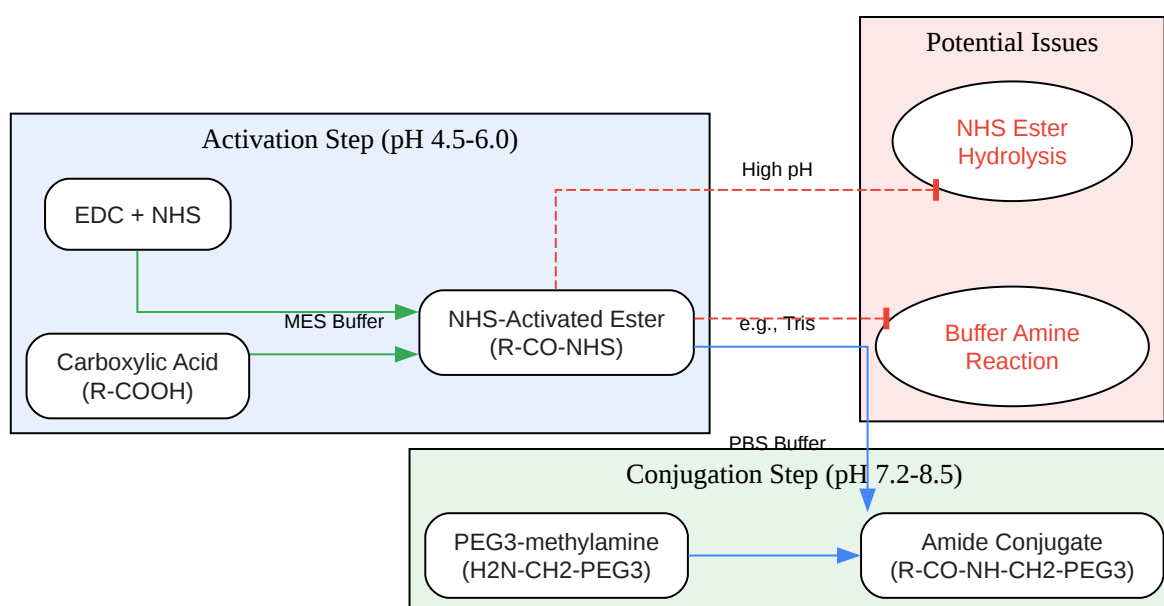 Potential Issues
NHS Ester
Hydrolysis
Activation Step (pH 4.5-6.0)
High pH
EDC + NHS
MES Buffer
NHS-Activated Ester
(R-CO-NHS)
e.g., Tris
Buffer Amine
Reaction
Carboxylic Acid
(R-COOH)
PBS Buffer
Conjugation Step (pH 7.2-8.5)
PEG3-methylamine
(H2N-CH2-PEG3)
Amide Conjugate
(R-CO-NH-CH2-PEG3)